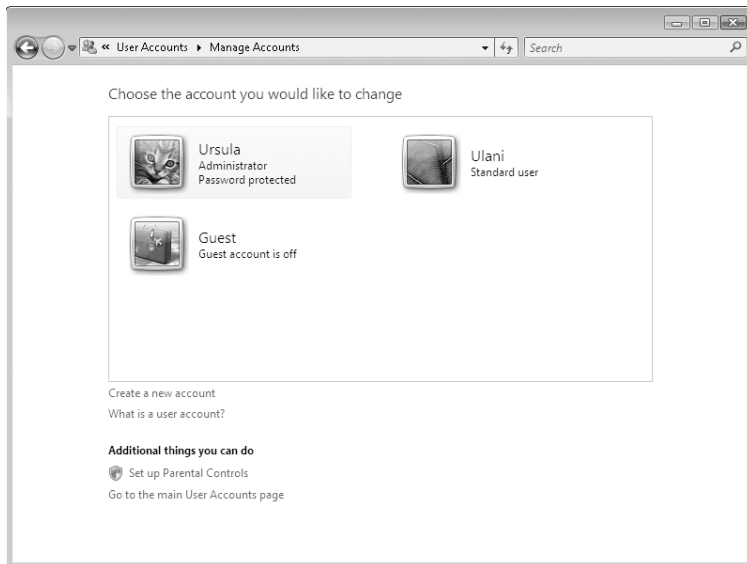 « User Accounts ▸ Manage Accounts
Search
Choose the account you would like to change
Ursula
Administrator
Password protected
Ulani
Standard user
Guest
Guest account is off
Create a new account
What is a user account?
Additional things you can do
Set up Parental Controls
Go to the main User Accounts page